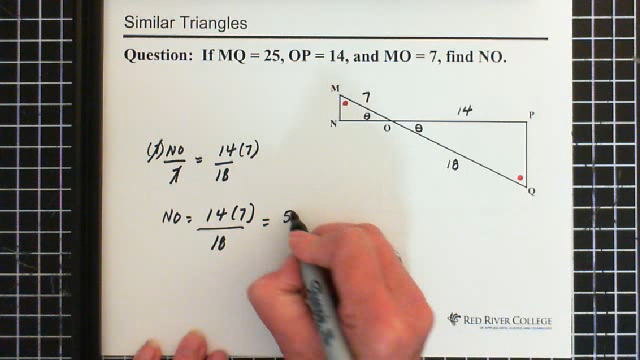 Similar Triangles
Question: If MQ = 25, OP = 14, and MO = 7, find NO.
M 7 14 P
N θ O θ
18
Q
(7) NO / 7 = 14 (7) / 18
NO = 14 (7) / 18 = 5
RED RIVER COLLEGE